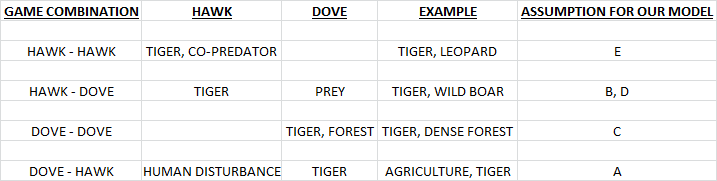 GAME COMBINATION HAWK DOVE EXAMPLE ASSUMPTION FOR OUR MODEL
HAWK - HAWK TIGER, CO-PREDATOR TIGER, LEOPARD E
HAWK - DOVE TIGER PREY TIGER, WILD BOAR B, D
DOVE - DOVE TIGER, FOREST TIGER, DENSE FOREST C
DOVE - HAWK HUMAN DISTURBANCE TIGER AGRICULTURE, TIGER A